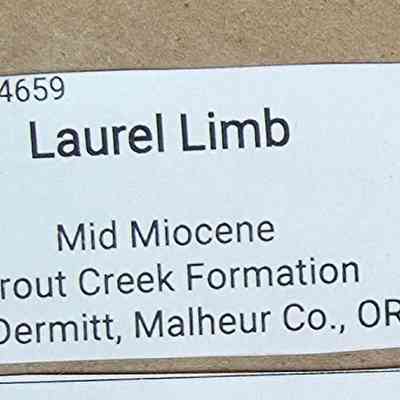 4659
Laurel Limb
Mid Miocene
rout Creek Formation
Dermitt, Malheur Co., OR